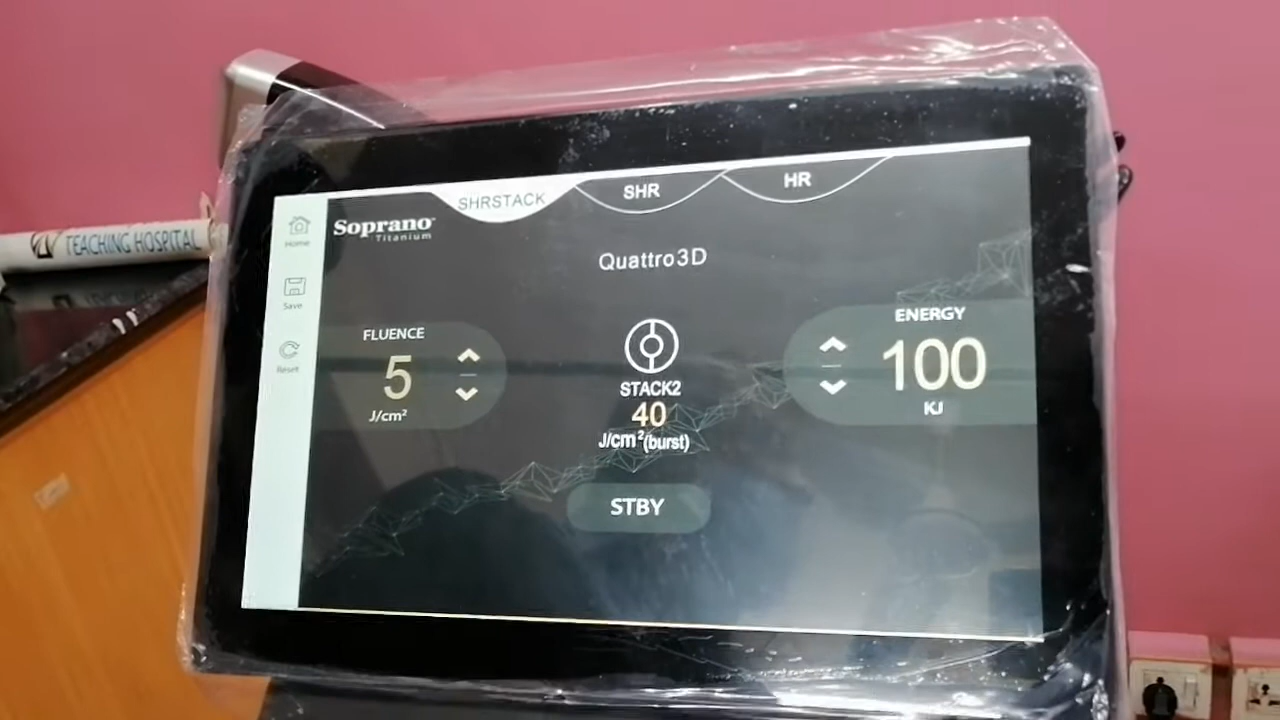 SHRSTACK
SHR
HR
Home
Soprano
Titanium
TEACHING HOSPITAL
Quattro3D
Save
FLUENCE
5
J/cm²
Reset
STACK2
40
J/cm²(burst)
ENERGY
100
KJ
STBY